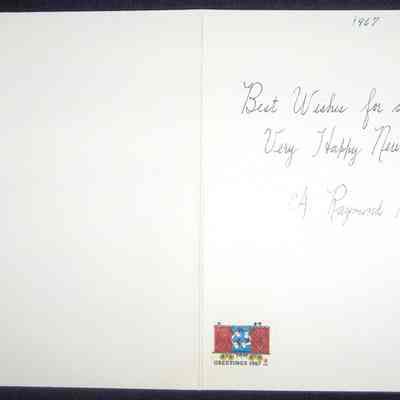 1967
Best Wishes for a
Very Happy New
A Raymond
GREETINGS 1967